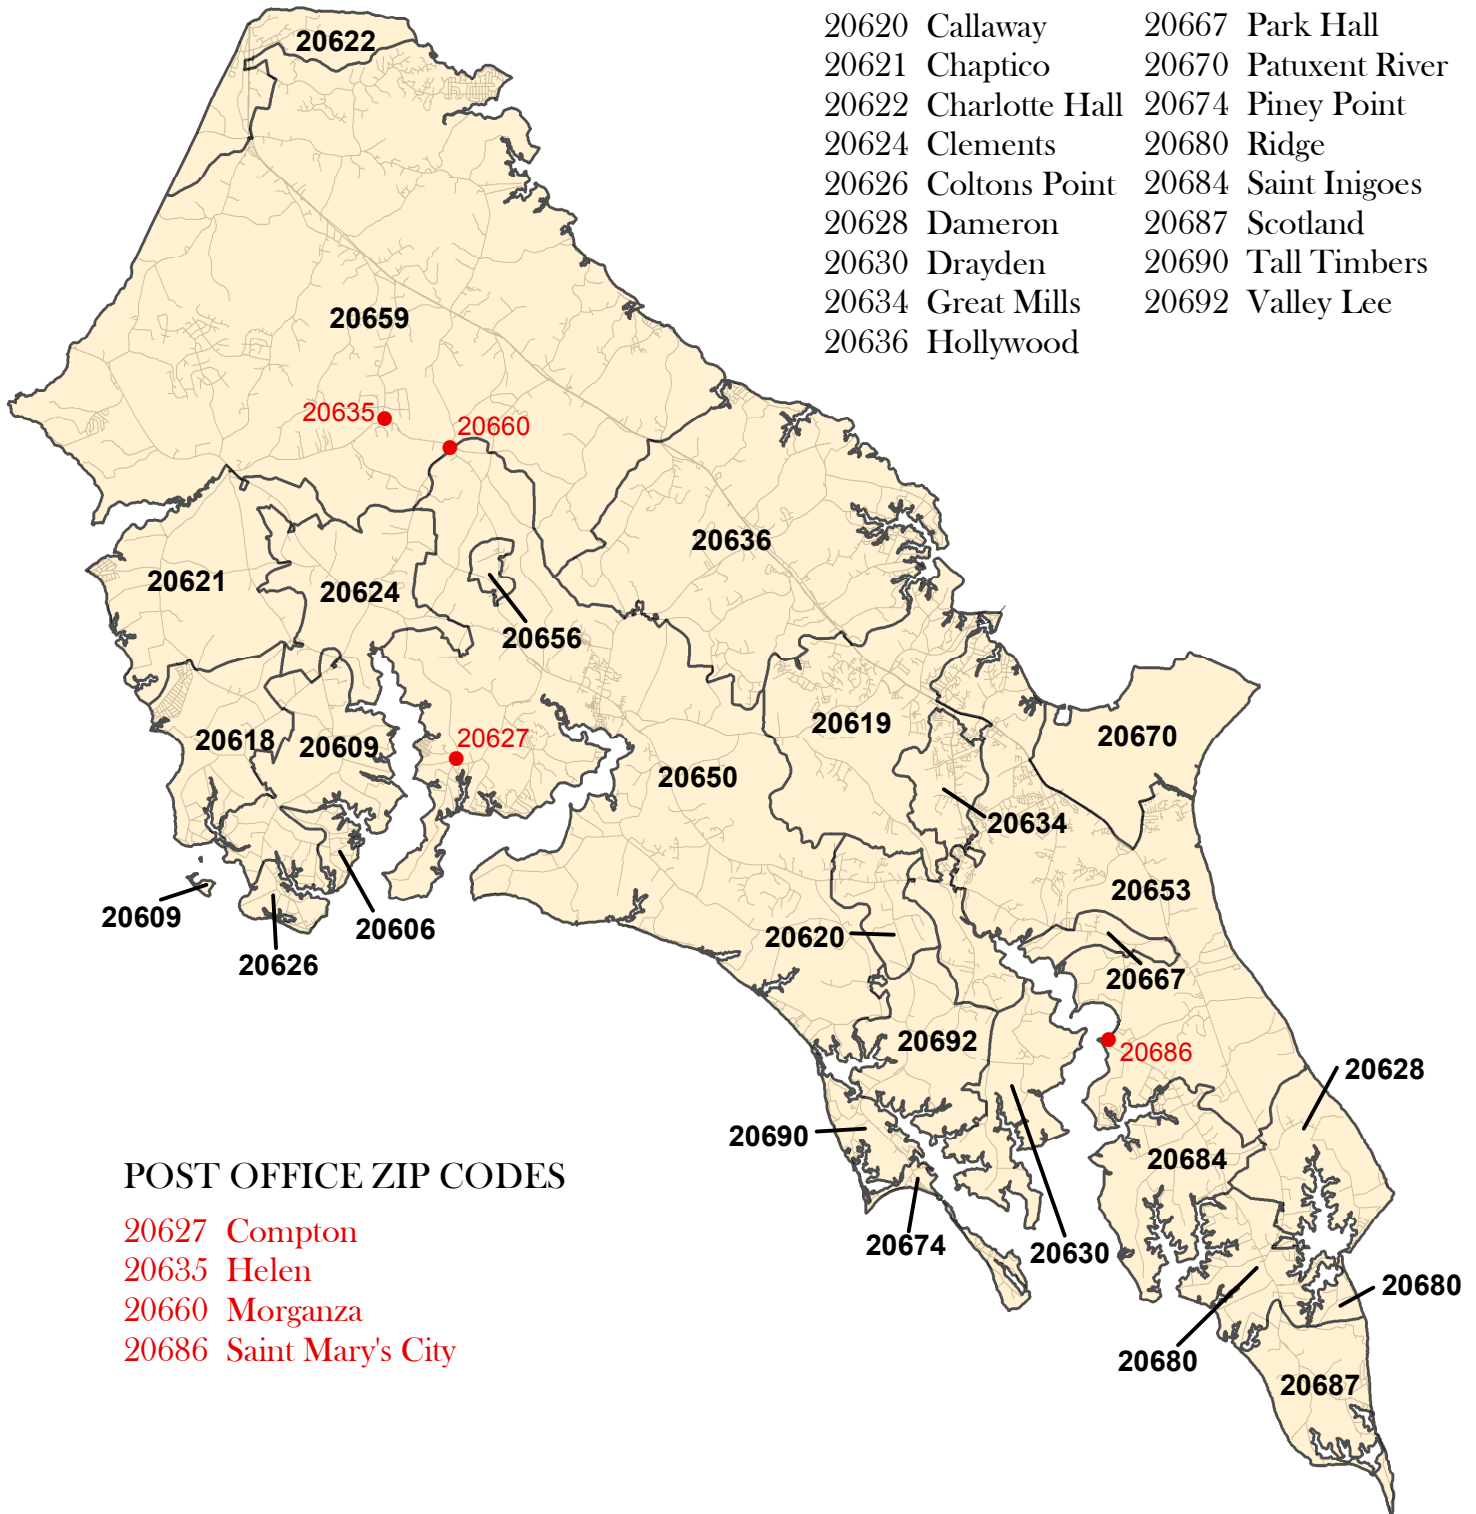 20620 Callaway
20621 Chaptico
20622 Charlotte Hall
20624 Clements
20626 Coltons Point
20628 Dameron
20630 Drayden
20634 Great Mills
20636 Hollywood
20667 Park Hall
20670 Patuxent River
20674 Piney Point
20680 Ridge
20684 Saint Inigoes
20687 Scotland
20690 Tall Timbers
20692 Valley Lee
20622
20659
20635
20660
20636
20621
20624
20656
20618
20609
20627
20619
20670
20650
20634
20653
20609
20606
20620
20626
20667
20692
20686
20628
20690
20684
20674
20630
20680
20680
20687
POST OFFICE ZIP CODES
20627 Compton
20635 Helen
20660 Morganza
20686 Saint Mary's City